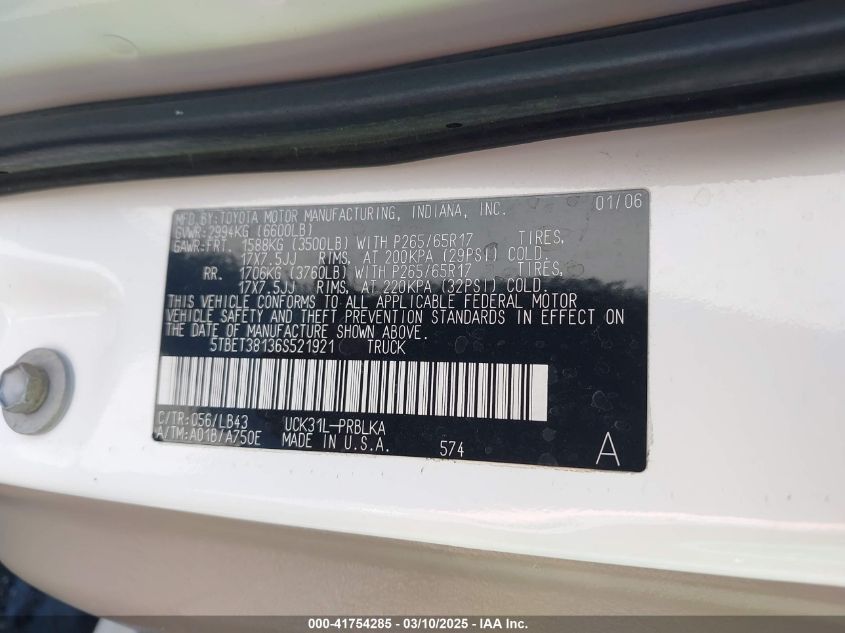 MFD.BY:TOYOTA MOTOR MANUFACTURING, INDIANA, INC. 01/06
GVWR: 2994KG (6600LB)
GAWR:FRT. 1588KG (3500LB) WITH P265/65R17 TIRES,
17X7.5JJ RIMS, AT 200KPA (29PSI) COLD.
RR. 1706KG (3760LB) WITH P265/65R17 TIRES,
17X7.5JJ RIMS, AT 220KPA (32PSI) COLD.
THIS VEHICLE CONFORMS TO ALL APPLICABLE FEDERAL MOTOR
VEHICLE SAFETY AND THEFT PREVENTION STANDARDS IN EFFECT ON
THE DATE OF MANUFACTURE SHOWN ABOVE.
5TBET38136S521921 TRUCK
C/TR: 056/LB43 UCK31L-PRBLKA
A/TM: A01B/A750E MADE IN U.S.A. 574 A
000-41754285 - 03/10/2025 - IAA Inc.